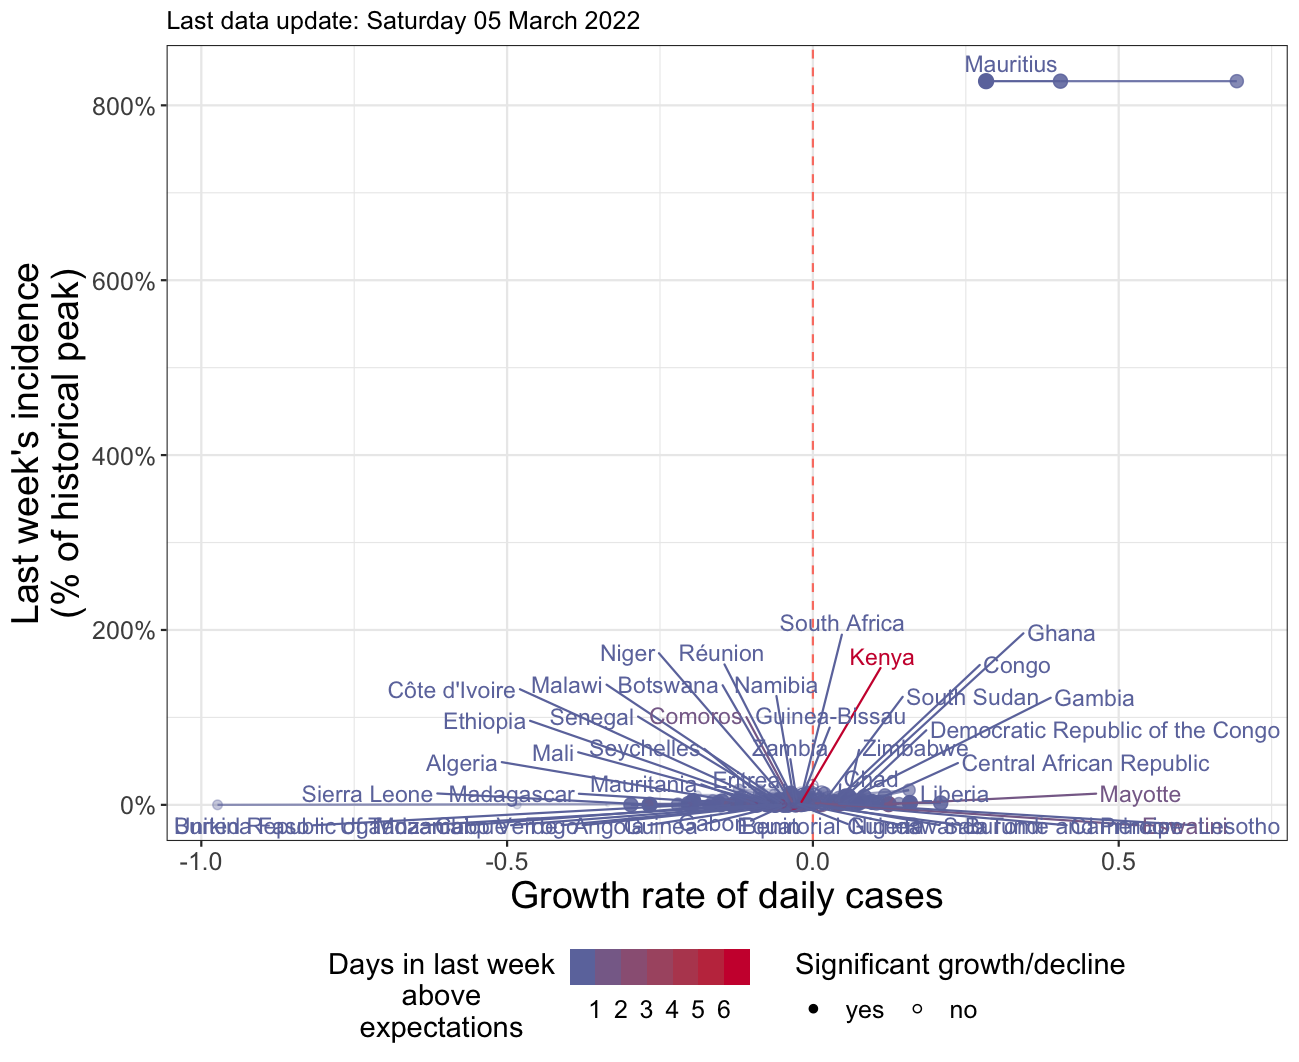 Last data update: Saturday 05 March 2022
Last week's incidence
(% of historical peak)
800%
600%
400%
200%
0%
Mauritius
South Africa
Ghana
Niger
Réunion
Kenya
Congo
Côte d'Ivoire
Malawi
Botswana
Namibia
South Sudan
Gambia
Ethiopia
Senegal
Comoros
Guinea-Bissau
Democratic Republic of the Congo
Mali
Seychelles
Zambia
Zimbabwe
Algeria
Central African Republic
Mauritania
Eritrea
Chad
Sierra Leone
Madagascar
Liberia
Mayotte
Angola
Gabon
Lesotho
-1.0
-0.5
0.0
0.5
Growth rate of daily cases
Days in last week
above
expectations
1 2 3 4 5 6
Significant growth/decline
yes
no